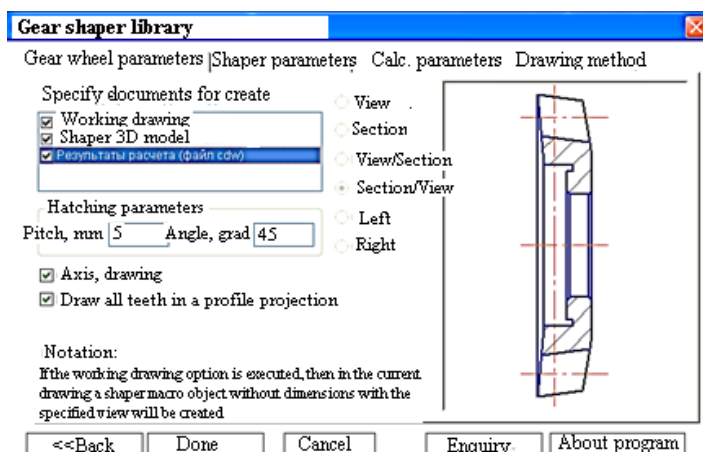 Gear shaper library
Gear wheel parameters |Shaper parameters Calc. parameters Drawing method
Specify documents for create
Working drawing
Shaper 3D model
Результаты расчета (файл cdw)
View
Section
View/Section
Section/View
Left
Right
Hatching parameters
Pitch, mm 5 Angle, grad 45
Axis, drawing
Draw all teeth in a profile projection
Notation:
If the working drawing option is executed, then in the current
drawing a shaper macro object without dimensions with the
specified view will be created
<<Back Done Cancel Enquiry. About program